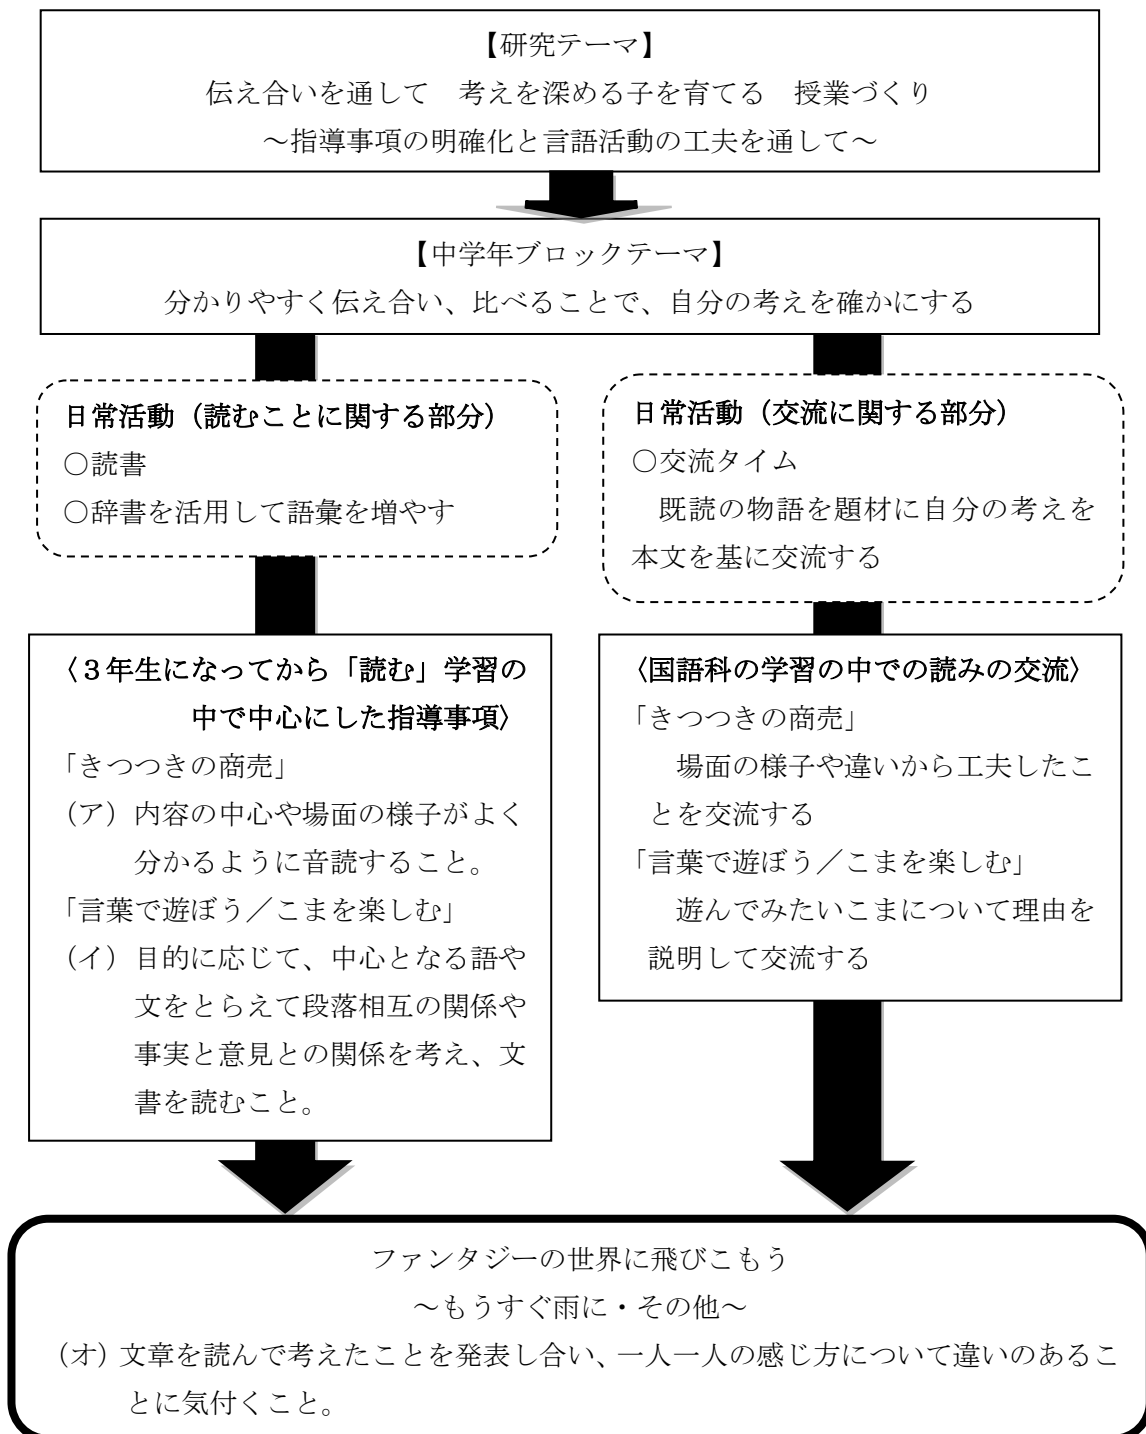 【研究テーマ】
伝え合いを通して　考えを深める子を育てる　授業づくり
～指導事項の明確化と言語活動の工夫を通して～
【中学年ブロックテーマ】
分かりやすく伝え合い、比べることで、自分の考えを確かにする
日常活動（読むことに関する部分）
○読書
○辞書を活用して語彙を増やす
日常活動（交流に関する部分）
○交流タイム
既読の物語を題材に自分の考えを
本文を基に交流する
〈３年生になってから「読む」学習の
中で中心にした指導事項〉
「きつつきの商売」
（ア）内容の中心や場面の様子がよく
分かるように音読すること。
「言葉で遊ぼう／こまを楽しむ」
（イ）目的に応じて、中心となる語や
文をとらえて段落相互の関係や
事実と意見との関係を考え、文
書を読むこと。
〈国語科の学習の中での読みの交流〉
「きつつきの商売」
場面の様子や違いから工夫したこ
とを交流する
「言葉で遊ぼう／こまを楽しむ」
遊んでみたいこまについて理由を
説明して交流する
ファンタジーの世界に飛びこもう
～もうすぐ雨に・その他～
（オ）文章を読んで考えたことを発表し合い、一人一人の感じ方について違いのあるこ
とに気付くこと。